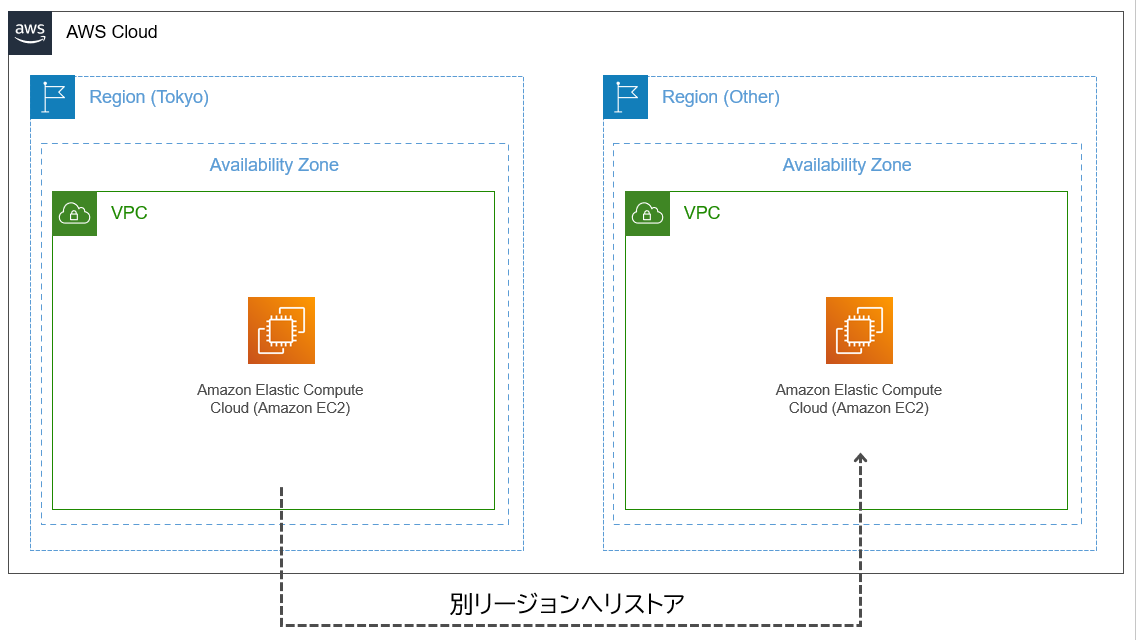 aws
AWS Cloud
Region (Tokyo)
Availability Zone
VPC
Amazon Elastic Compute
Cloud (Amazon EC2)
Region (Other)
Availability Zone
VPC
Amazon Elastic Compute
Cloud (Amazon EC2)
別リージョンへリストア